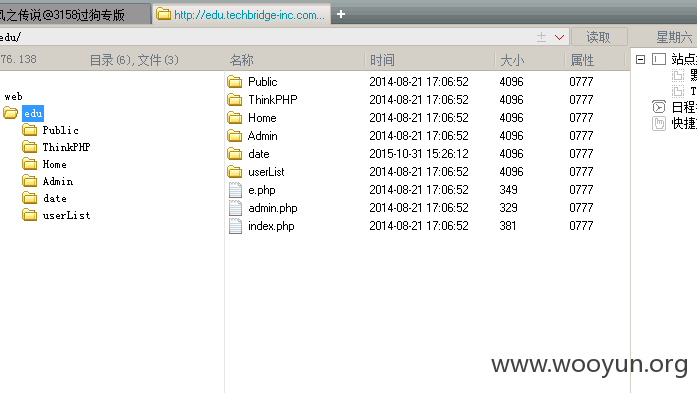 风之传说@3158过狗专版 http://edu.techbridge-inc.com... +
edu/ 读取 星期六
76.138 目录(6),文件(3) 名称 时间 大小 属性
web
edu
Public
ThinkPHP
Home
Admin
date
userList
Public 2014-08-21 17:06:52 4096 0777
ThinkPHP 2014-08-21 17:06:52 4096 0777
Home 2014-08-21 17:06:52 4096 0777
Admin 2014-08-21 17:06:52 4096 0777
date 2015-10-31 15:26:12 4096 0777
userList 2014-08-21 17:06:52 4096 0777
e.php 2014-08-21 17:06:52 349 0777
admin.php 2014-08-21 17:06:52 329 0777
index.php 2014-08-21 17:06:52 381 0777
站点
T
日程
快捷
www.wooyun.org